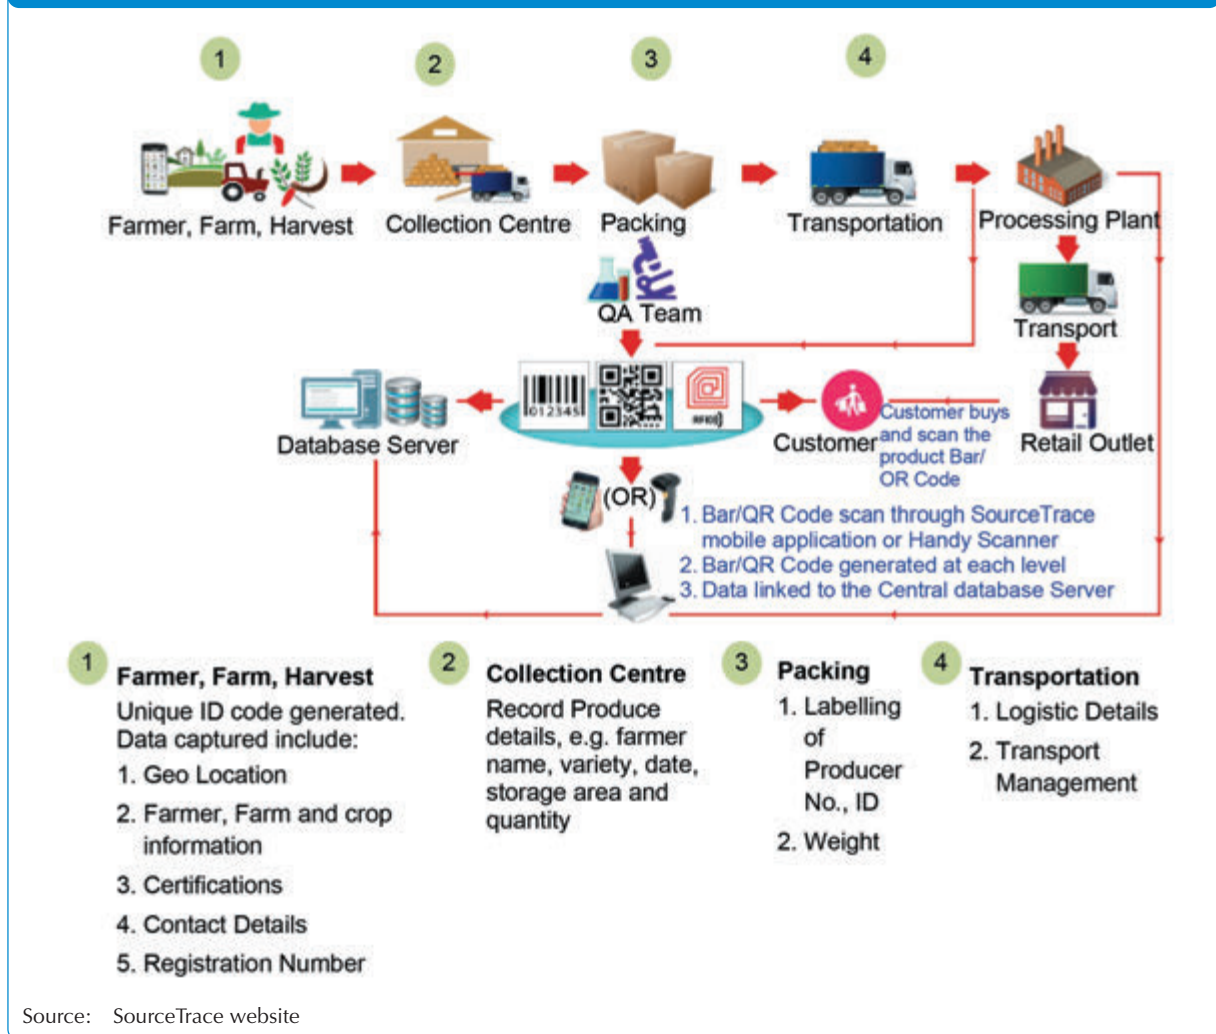 1
2
3
4
Farmer, Farm, Harvest
Collection Centre
Packing
Transportation
Processing Plant
QA Team
Transport
012345
RFID
Database Server
Customer
Customer buys
and scan the
product Bar/
OR Code
Retail Outlet
(OR)
1. Bar/QR Code scan through SourceTrace
mobile application or Handy Scanner
2. Bar/QR Code generated at each level
3. Data linked to the Central database Server
1
Farmer, Farm, Harvest
Unique ID code generated.
Data captured include:
1. Geo Location
2. Farmer, Farm and crop
information
3. Certifications
4. Contact Details
5. Registration Number
2
Collection Centre
Record Produce
details, e.g. farmer
name, variety, date,
storage area and
quantity
3
Packing
1. Labelling
of
Producer
No., ID
2. Weight
4
Transportation
1. Logistic Details
2. Transport
Management
Source: SourceTrace website